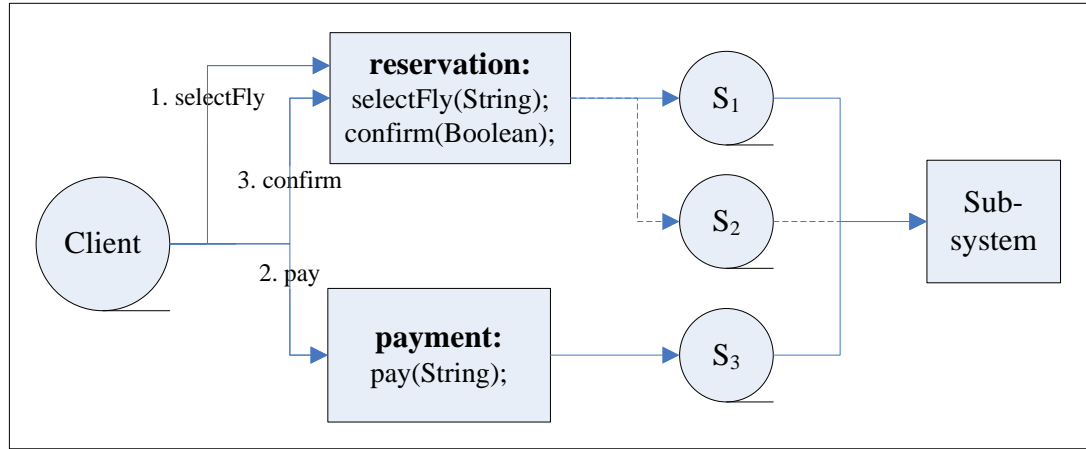 reservation:
selectFly(String);
confirm(Boolean);
1. selectFly
3. confirm
Client
2. pay
payment:
pay(String);
S1
S2
S3
Sub-
system